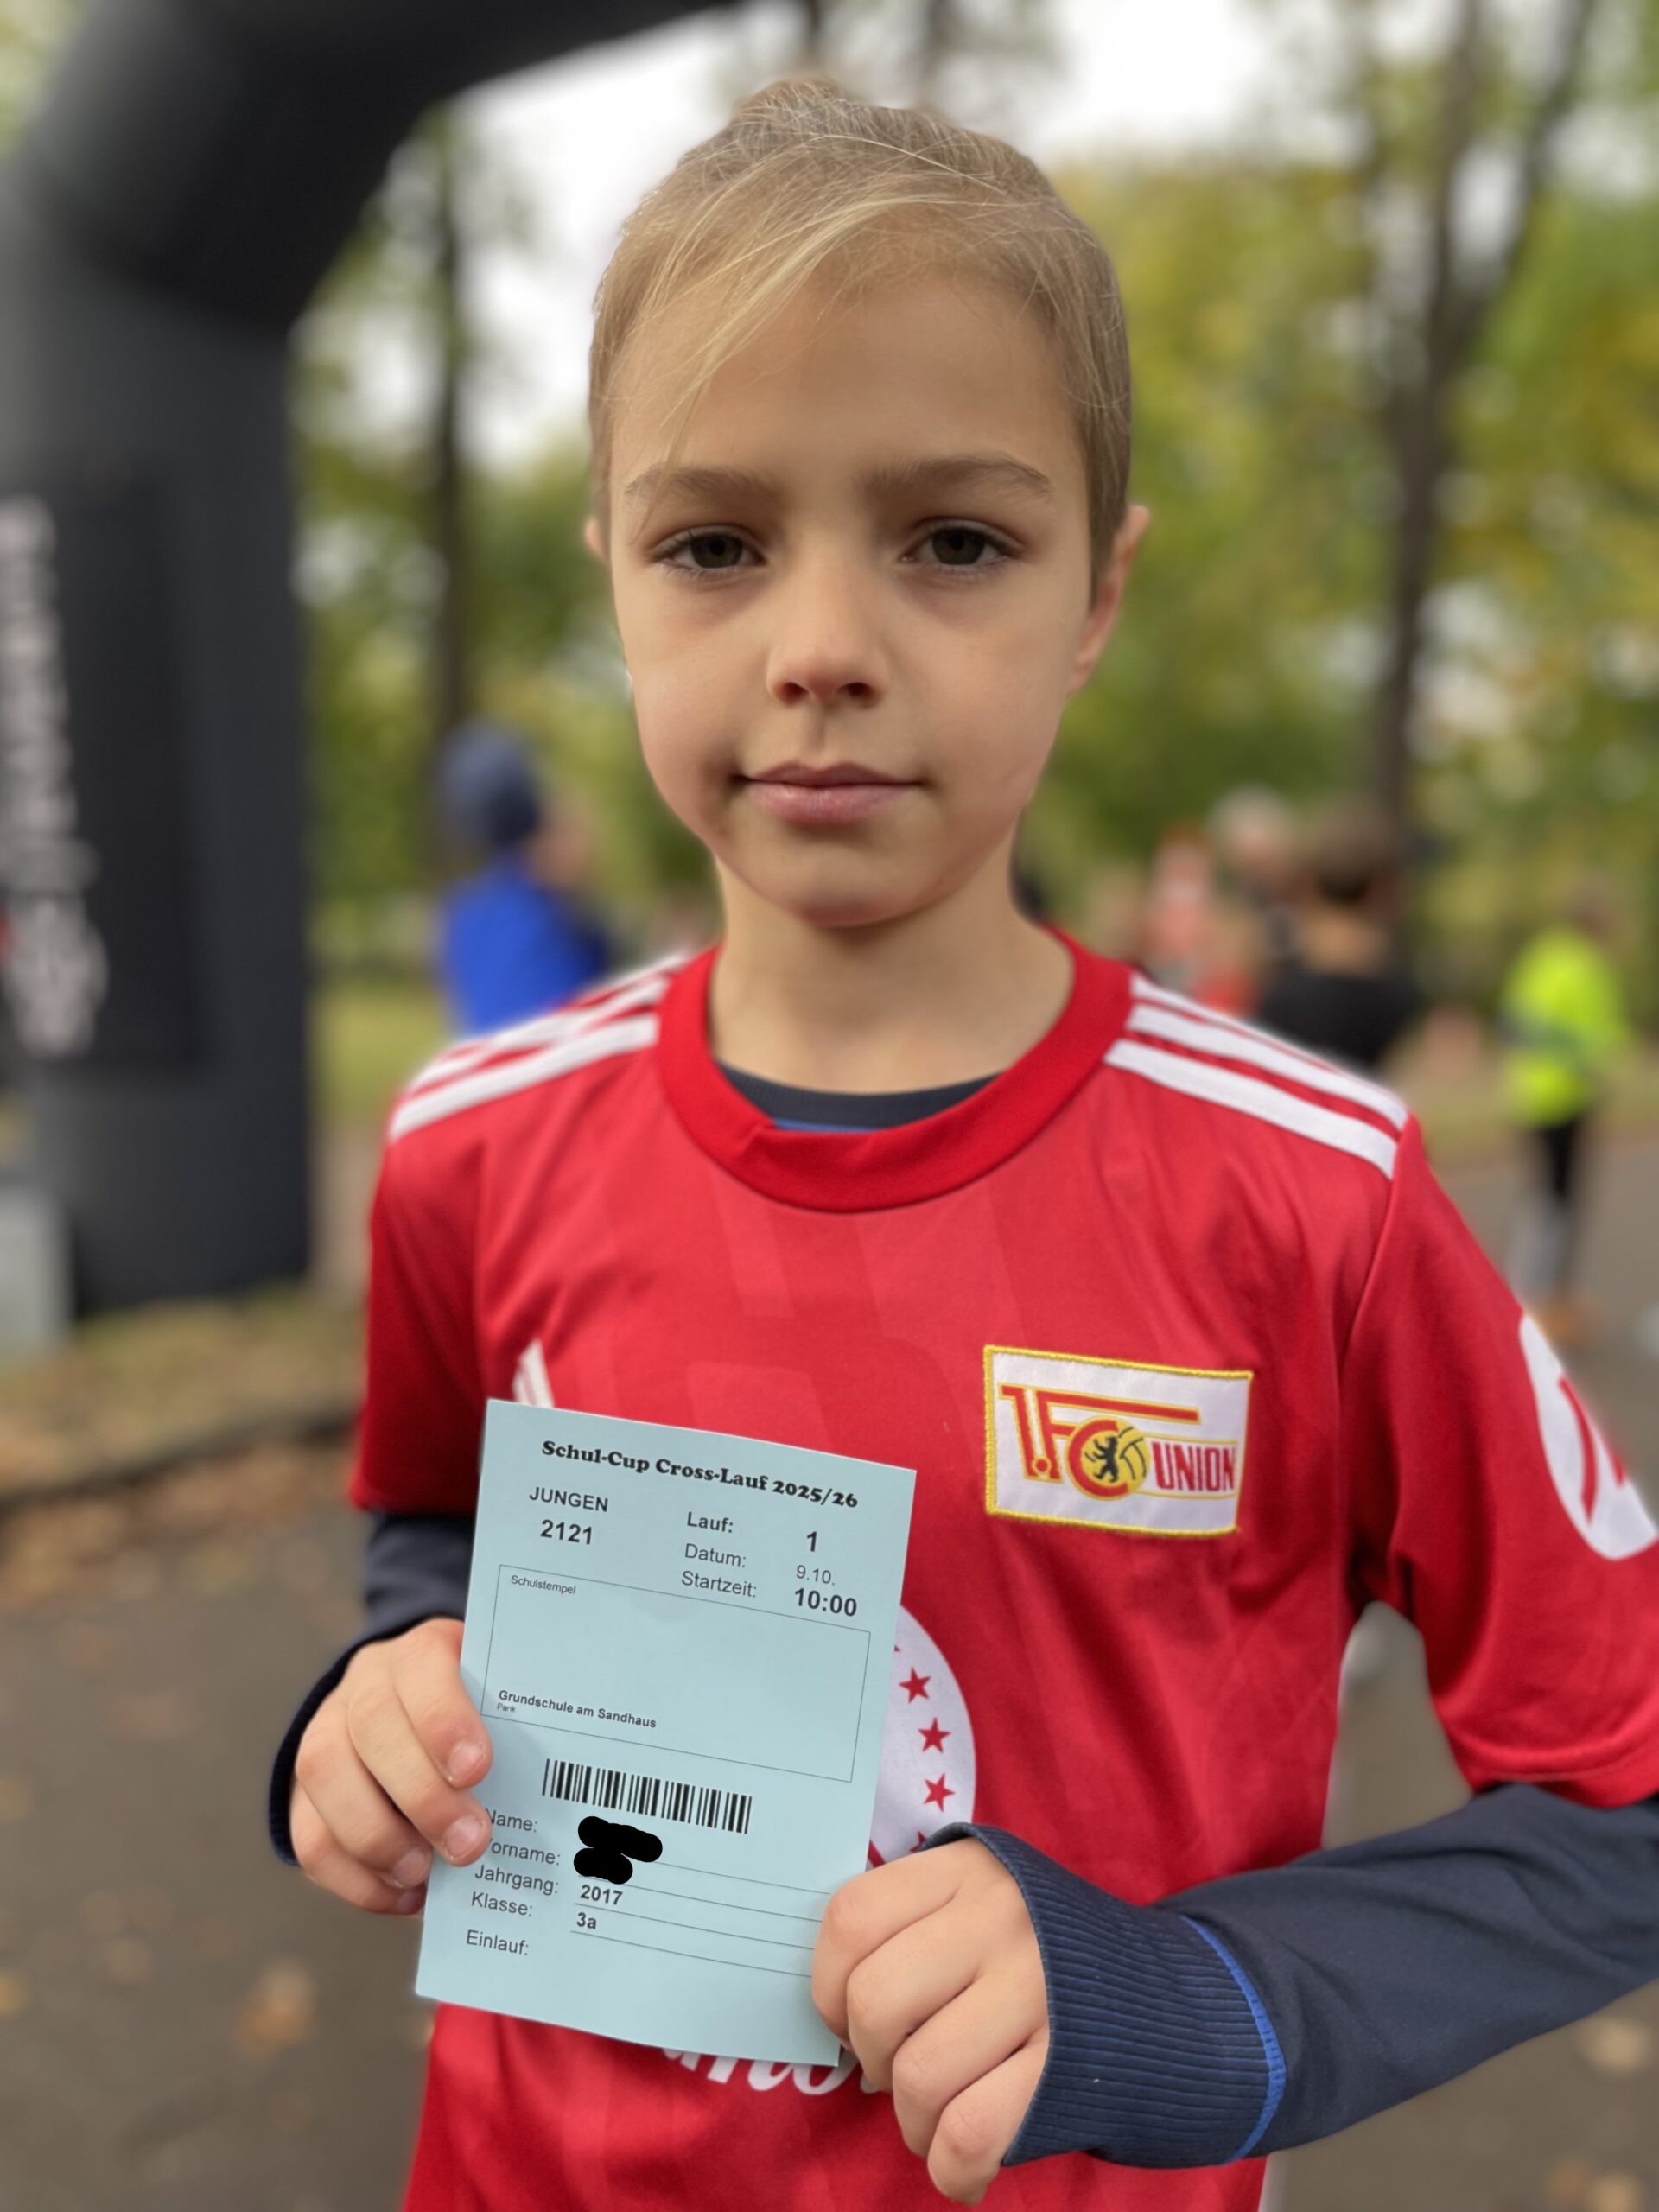 1.FC UNION
Schul-Cup Cross-Lauf 2025/26
JUNGEN
2121
Lauf: 1
Datum: 9.10.
Startzeit: 10:00
Schulstempel
Grundschule am Sandhaus
Pank
Name:
orname:
Jahrgang: 2017
Klasse: 3a
Einlauf: